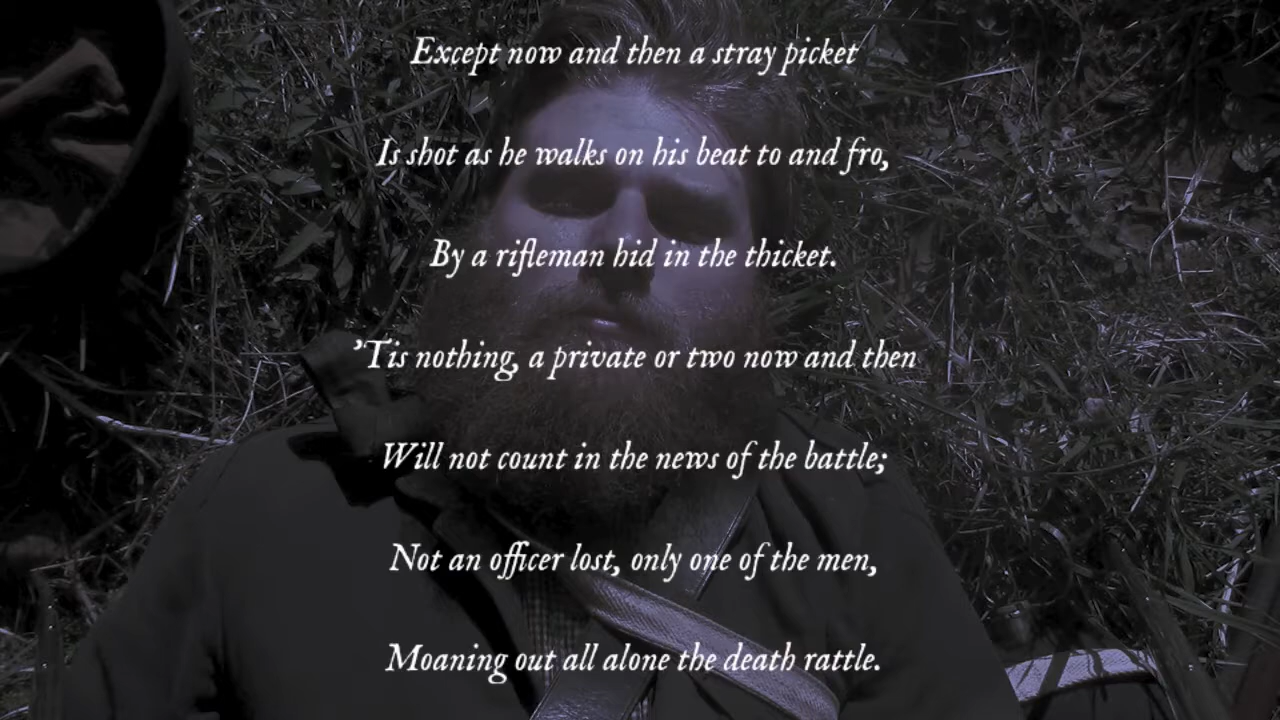 Except now and then a stray picket
Is shot as he walks on his beat to and fro,
By a rifleman hid in the thicket.
’Tis nothing, a private or two now and then
Will not count in the news of the battle;
Not an officer lost, only one of the men,
Moaning out all alone the death rattle.